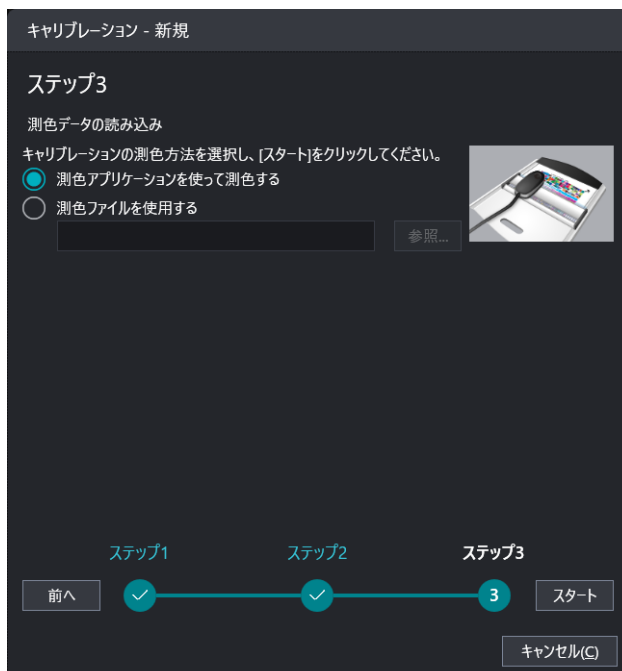 キャリブレーション - 新規
ステップ3
測色データの読み込み
キャリブレーションの測色方法を選択し、[スタート]をクリックしてください。
測色アプリケーションを使って測色する
測色ファイルを使用する
参照...
ステップ1 ステップ2 ステップ3
前へ 3 スタート
キャンセル(C)